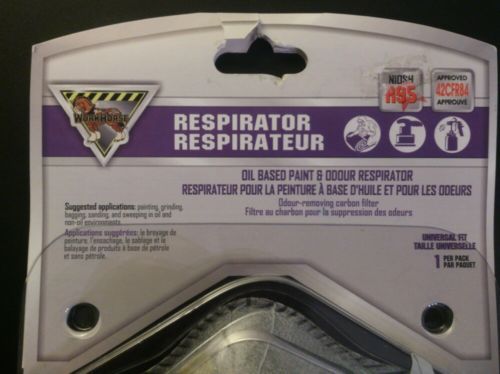 NIOSH
A95
APPROVED
42CFR84
APPROUVÉ
WORKHORSE
RESPIRATOR
RESPIRATEUR
OIL BASED PAINT & ODOUR RESPIRATOR
RESPIRATEUR POUR LA PEINTURE À BASE D'HUILE ET POUR LES ODEURS
Odour-removing carbon filter
Filtre au charbon pour la suppression des odeurs
Suggested applications: painting, grinding,
bagging, sanding, and sweeping in oil and
non-oil environments.
Applications suggérées: le broyage de
peinture, l'ensachage, le sablage et le
balayage de produits à base de pétrole
et sans pétrole.
UNIVERSAL FIT
TAILLE UNIVERSELLE
1 PER PACK
PAR PAQUET